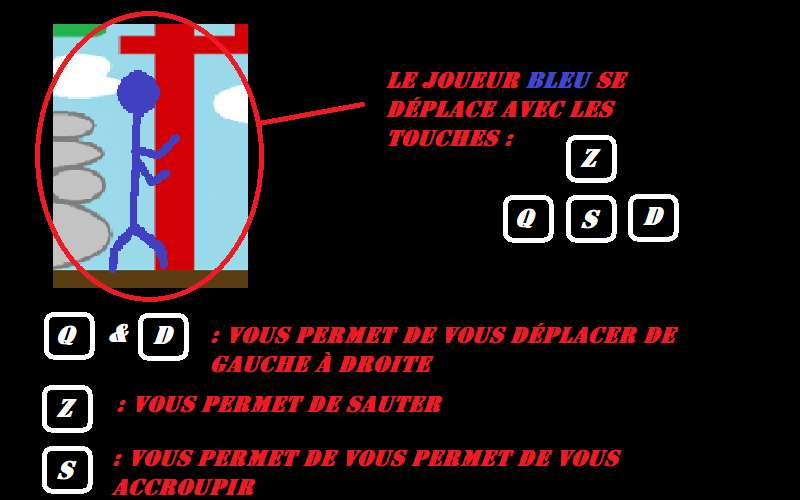 LE JOUEUR BLEU SE
DÉPLACE AVEC LES
TOUCHES :
Z
Q S D
Q & D : VOUS PERMET DE VOUS DÉPLACER DE
GAUCHE À DROITE
Z : VOUS PERMET DE SAUTER
S : VOUS PERMET DE VOUS PERMET DE VOUS
ACCROUPIR